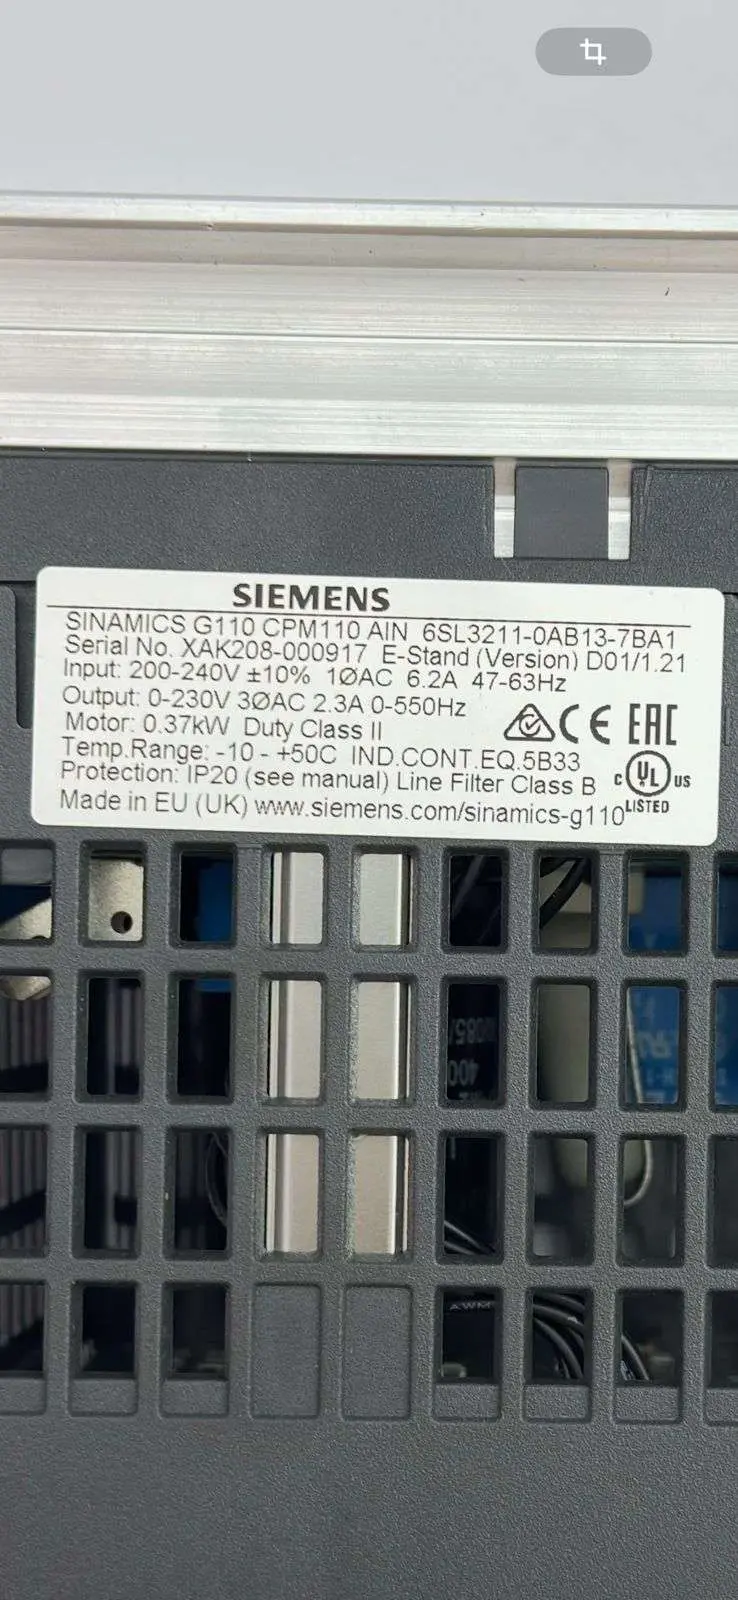 SIEMENS
SINAMICS G110 CPM110 AIN 6SL3211-0AB13-7BA1
Serial No. XAK208-000917 E-Stand (Version) D01/1.21
Input: 200-240V ±10% 1ØAC 6.2A 47-63Hz
Output: 0-230V 3ØAC 2.3A 0-550Hz
Motor: 0.37kW Duty Class II
Temp.Range: -10 - +50C IND.CONT.EQ.5B33
Protection: IP20 (see manual) Line Filter Class B
Made in EU (UK) www.siemens.com/sinamics-g110
CE EAC
c UL US
LISTED
AWM